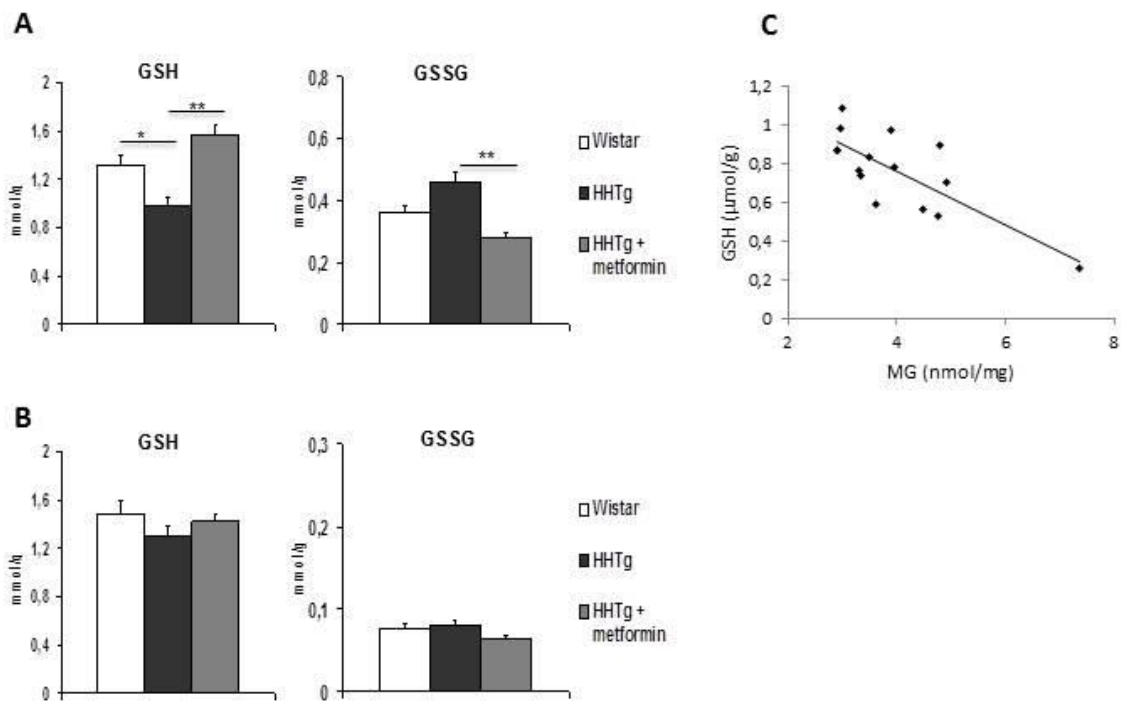 A
GSH
mmol/g
2
1,6
1,2
0,8
0,4
0
*
**
GSSG
mmol/g
0,8
0,6
0,4
0,2
0
**
Wistar
HHTg
HHTg +
metformin
B
GSH
mmol/g
2
1,6
1,2
0,8
0,4
0
GSSG
mmol/g
0,3
0,2
0,1
0
Wistar
HHTg
HHTg +
metformin
C
GSH (µmol/g)
1,2
1
0,8
0,6
0,4
0,2
0
2
4
6
8
MG (nmol/mg)